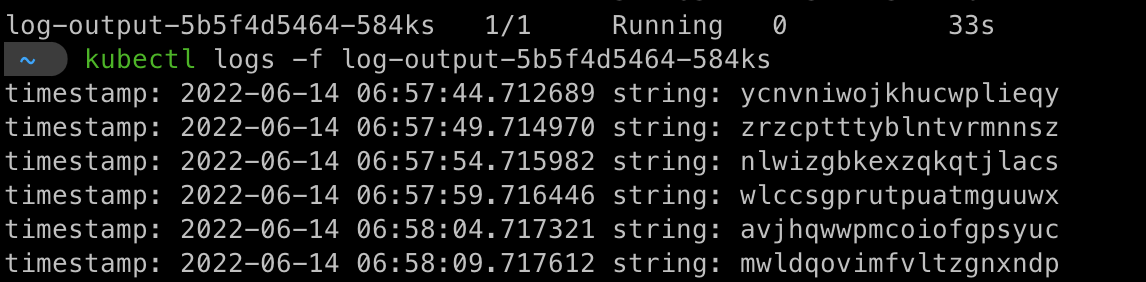 log-output-5b5f4d5464-584ks   1/1     Running   0          33s
~ kubectl logs -f log-output-5b5f4d5464-584ks
timestamp: 2022-06-14 06:57:44.712689 string: ycnvniwojkhucwplieqy
timestamp: 2022-06-14 06:57:49.714970 string: zrzcptttyblntvrmnnsz
timestamp: 2022-06-14 06:57:54.715982 string: nlwizgbkexzqkqtjlacs
timestamp: 2022-06-14 06:57:59.716446 string: wlccsgprutpuatmguuwx
timestamp: 2022-06-14 06:58:04.717321 string: avjhqwwpmcoiofgpsyuc
timestamp: 2022-06-14 06:58:09.717612 string: mwldqovimfvltzgnxndp